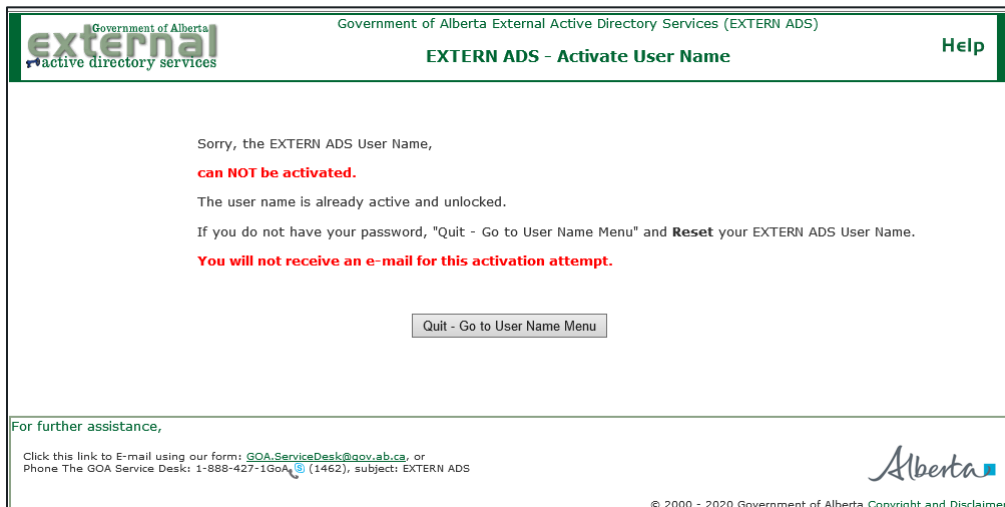 Government of Alberta
external
active directory services
Government of Alberta External Active Directory Services (EXTERN ADS)
EXTERN ADS - Activate User Name
Help
Sorry, the EXTERN ADS User Name,
can NOT be activated.
The user name is already active and unlocked.
If you do not have your password, "Quit - Go to User Name Menu" and Reset your EXTERN ADS User Name.
You will not receive an e-mail for this activation attempt.
Quit - Go to User Name Menu
For further assistance,
Click this link to E-mail using our form: GOA.ServiceDesk@gov.ab.ca, or
Phone The GOA Service Desk: 1-888-427-1GoA (1462), subject: EXTERN ADS
Alberta
© 2000 - 2020 Government of Alberta Copyright and Disclaimer